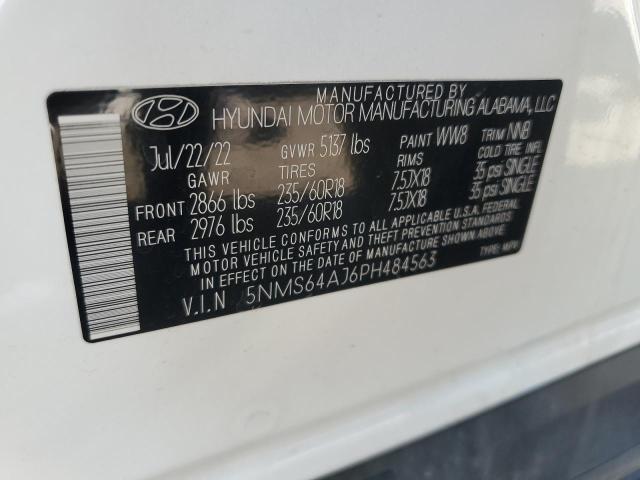 MANUFACTURED BY
HYUNDAI MOTOR MANUFACTURING ALABAMA, LLC
Jul/22/22 GVWR 5137 lbs PAINT WW8 TRIM NNB
GAWR TIRES RIMS COLD TIRE INFL.
FRONT 2866 lbs 235/60R18 7.5JX18 35 psi SINGLE
REAR 2976 lbs 235/60R18 7.5JX18 35 psi SINGLE
THIS VEHICLE CONFORMS TO ALL APPLICABLE U.S.A. FEDERAL
MOTOR VEHICLE SAFETY AND THEFT PREVENTION STANDARDS
IN EFFECT ON THE DATE OF MANUFACTURE SHOWN ABOVE.
V.I.N 5NMS64AJ6PH484563 TYPE: MPV